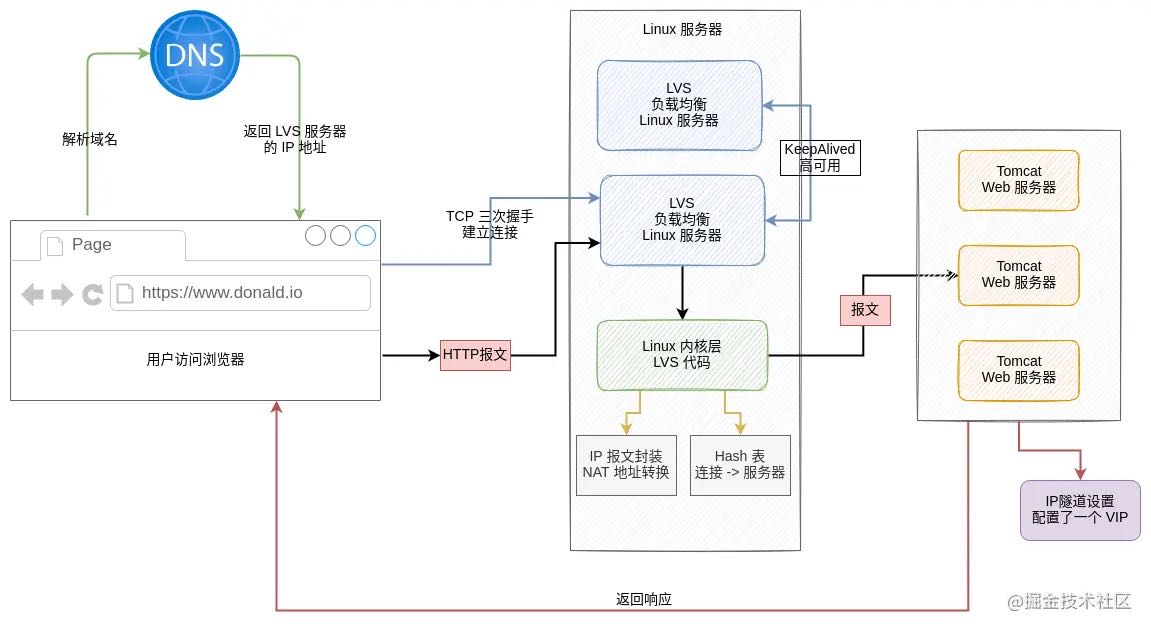 DNS
解析域名
返回 LVS 服务器
的 IP 地址
Page
https://www.donald.io
用户访问浏览器
TCP 三次握手
建立连接
HTTP报文
Linux 服务器
LVS
负载均衡
Linux 服务器
KeepAlived
高可用
LVS
负载均衡
Linux 服务器
Linux 内核层
LVS 代码
IP 报文封装
NAT 地址转换
Hash 表
连接 -> 服务器
报文
Tomcat
Web 服务器
Tomcat
Web 服务器
Tomcat
Web 服务器
IP隧道设置
配置了一个 VIP
返回响应
@掘金技术社区